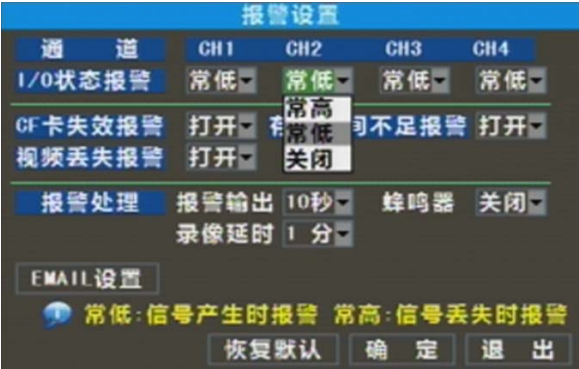 报警设置
通 道 CH1 CH2 CH3 CH4
I/O状态报警 常低 常低 常低 常低
常高
常低
关闭
CF卡失效报警 打开 存 间不足报警 打开
视频丢失报警 打开
报警处理 报警输出 10秒 蜂鸣器 关闭
录像延时 1 分
EMAIL设置
常低:信号产生时报警 常高:信号丢失时报警
恢复默认 确 定 退 出